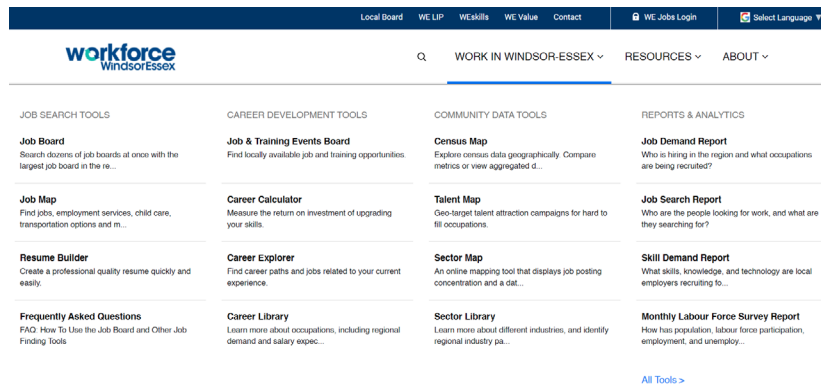 Local Board WE LIP WEskills WE Value Contact WE Jobs Login Select Language ▼
workforce
WindsorEssex
WORK IN WINDSOR-ESSEX RESOURCES ABOUT
JOB SEARCH TOOLS
Job Board
Search dozens of job boards at once with the
largest job board in the re...
Job Map
Find jobs, employment services, child care,
transportation options and m...
Resume Builder
Create a professional quality resume quickly and
easily.
Frequently Asked Questions
FAQ: How To Use the Job Board and Other Job
Finding Tools
CAREER DEVELOPMENT TOOLS
Job & Training Events Board
Find locally available job and training opportunities.
Career Calculator
Measure the return on investment of upgrading
your skills.
Career Explorer
Find career paths and jobs related to your current
experience.
Career Library
Learn more about occupations, including regional
demand and salary expec...
COMMUNITY DATA TOOLS
Census Map
Explore census data geographically. Compare
metrics or view aggregated d...
Talent Map
Geo-target talent attraction campaigns for hard to
fill occupations.
Sector Map
An online mapping tool that displays job posting
concentration and a dat...
Sector Library
Learn more about different industries, and identify
regional industry pa...
REPORTS & ANALYTICS
Job Demand Report
Who is hiring in the region and what occupations
are being recruited?
Job Search Report
Who are the people looking for work, and what are
they searching for?
Skill Demand Report
What skills, knowledge, and technology are local
employers recruiting fo...
Monthly Labour Force Survey Report
How has population, labour force participation,
employment, and unemploy...
All Tools >